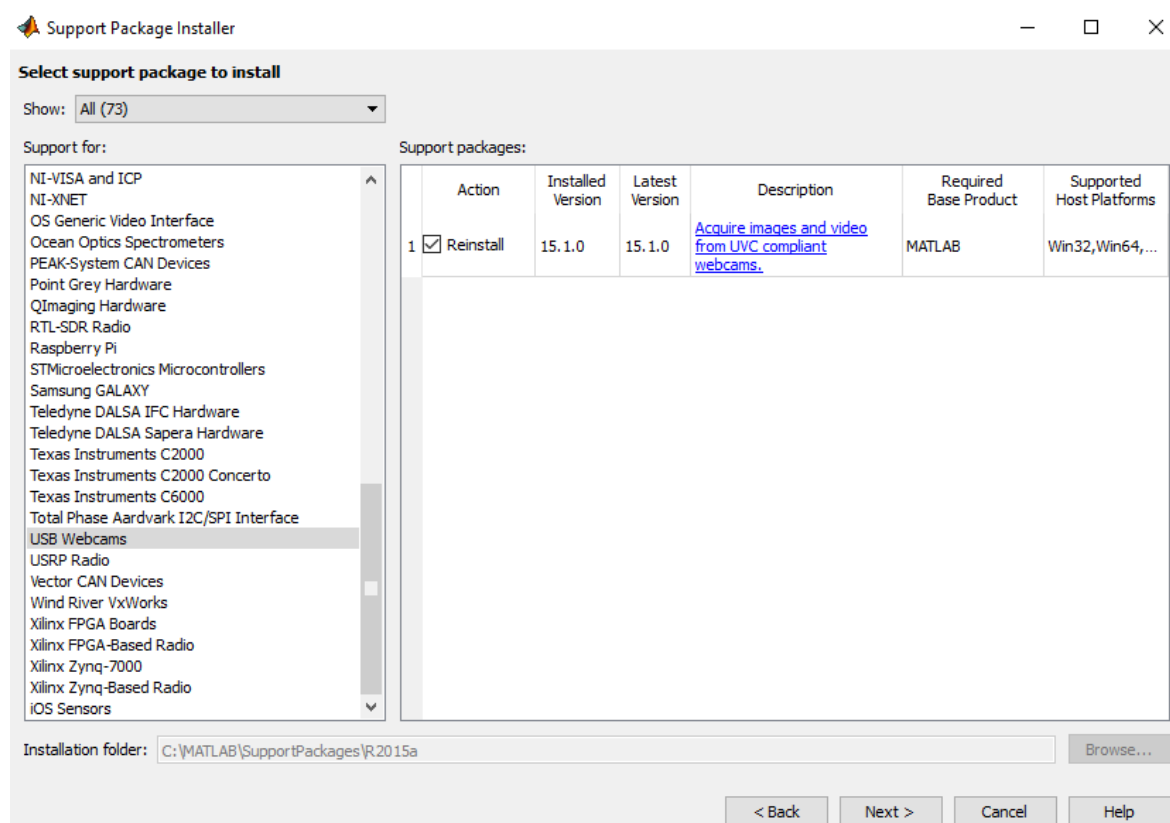 Support Package Installer
Select support package to install
Show: All (73)
Support for:
NI-VISA and ICP
NI-XNET
OS Generic Video Interface
Ocean Optics Spectrometers
PEAK-System CAN Devices
Point Grey Hardware
QImaging Hardware
RTL-SDR Radio
Raspberry Pi
STMicroelectronics Microcontrollers
Samsung GALAXY
Teledyne DALSA IFC Hardware
Teledyne DALSA Sapera Hardware
Texas Instruments C2000
Texas Instruments C2000 Concerto
Texas Instruments C6000
Total Phase Aardvark I2C/SPI Interface
USB Webcams
USRP Radio
Vector CAN Devices
Wind River VxWorks
Xilinx FPGA Boards
Xilinx FPGA-Based Radio
Xilinx Zynq-7000
Xilinx Zynq-Based Radio
iOS Sensors
Support packages:
Action
Installed
Version
Latest
Version
Description
Required
Base Product
Supported
Host Platforms
1 Reinstall
15.1.0
15.1.0
Acquire images and video
from UVC compliant
webcams.
MATLAB
Win32,Win64,...
Installation folder: C:\MATLAB\SupportPackages\R2015a
Browse...
< Back
Next >
Cancel
Help